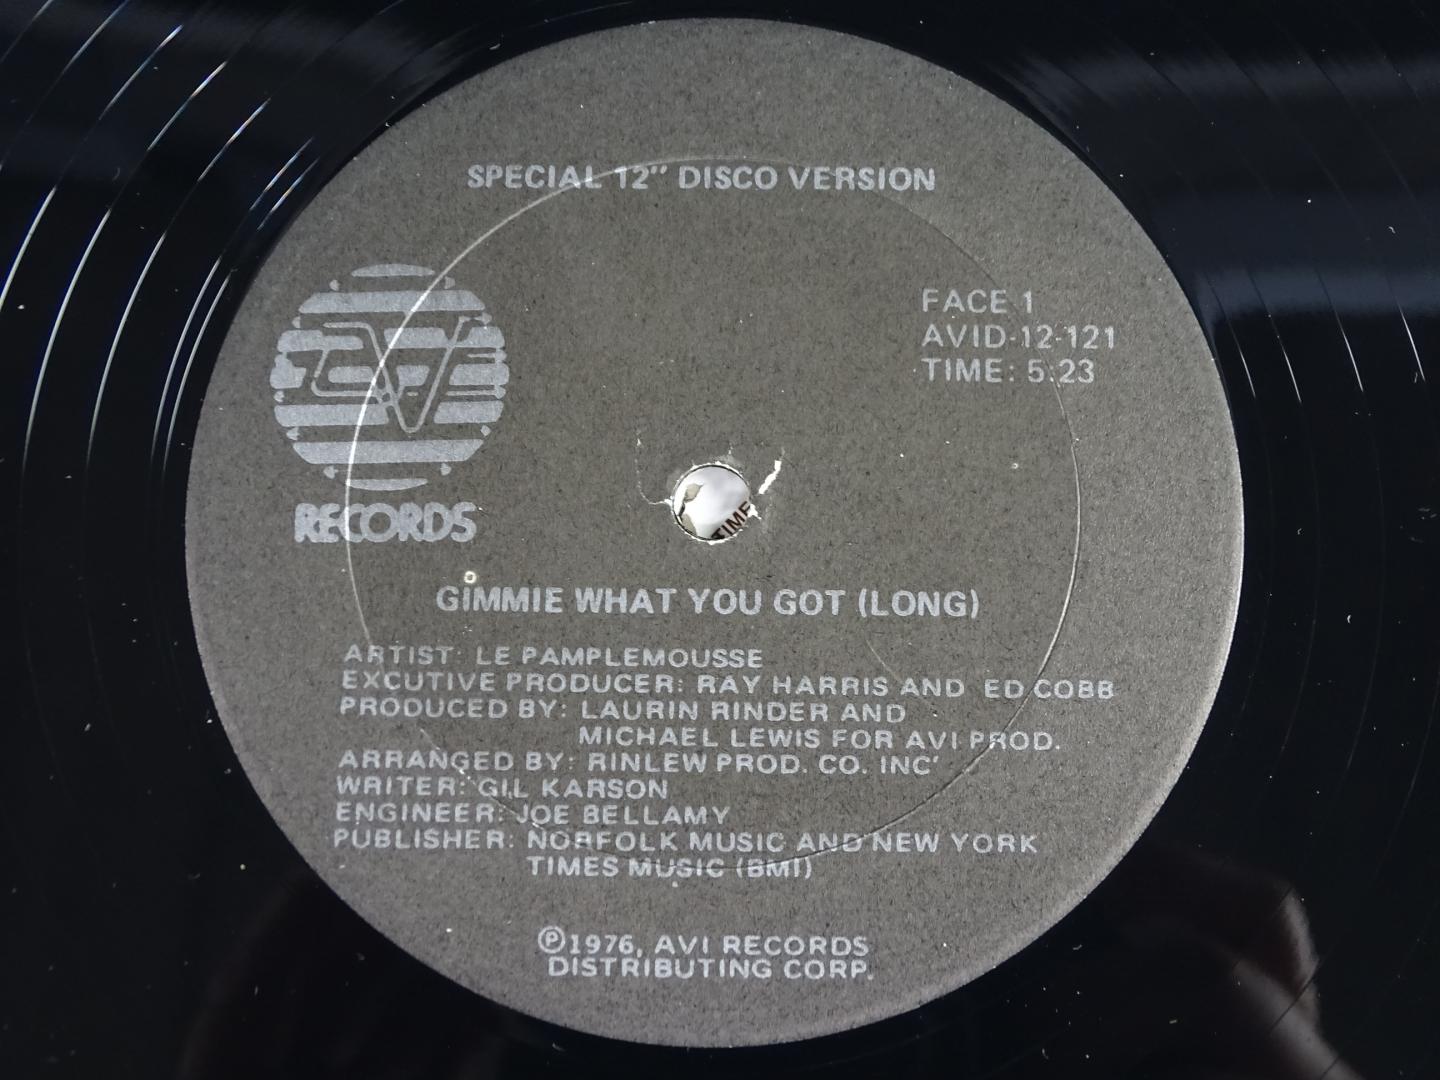 SPECIAL 12" DISCO VERSION
FACE 1
AVID-12-121
TIME: 5:23
AVI
RECORDS
TIME
GIMMIE WHAT YOU GOT (LONG)
ARTIST: LE PAMPLEMOUSSE
EXCUTIVE PRODUCER: RAY HARRIS AND ED COBB
PRODUCED BY: LAURIN RINDER AND
MICHAEL LEWIS FOR AVI PROD.
ARRANGED BY: RINLEW PROD. CO. INC'
WRITER: GIL KARSON
ENGINEER: JOE BELLAMY
PUBLISHER: NORFOLK MUSIC AND NEW YORK
TIMES MUSIC (BMI)
Ⓟ1976, AVI RECORDS
DISTRIBUTING CORP.